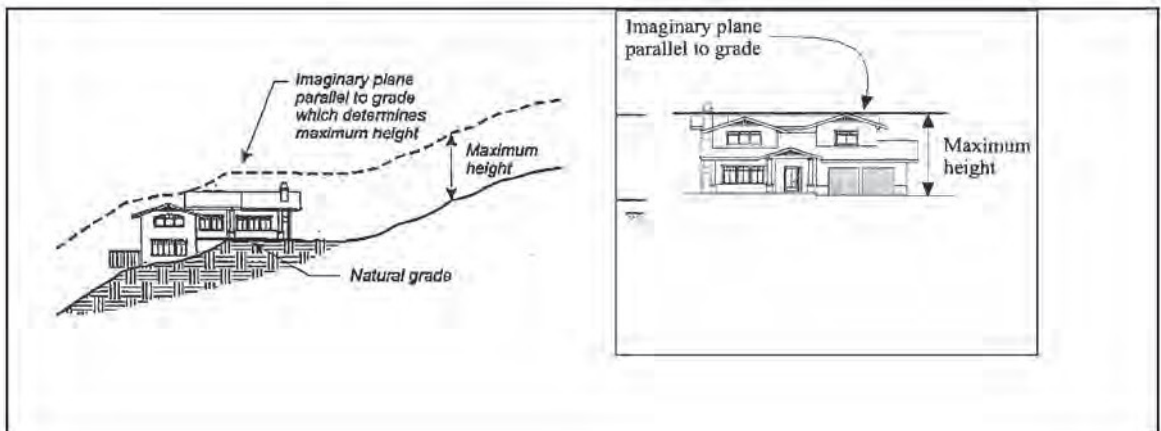 Imaginary plane
parallel to grade
which determines
maximum height
Maximum
height
Natural grade
Imaginary plane
parallel to grade
Maximum
height